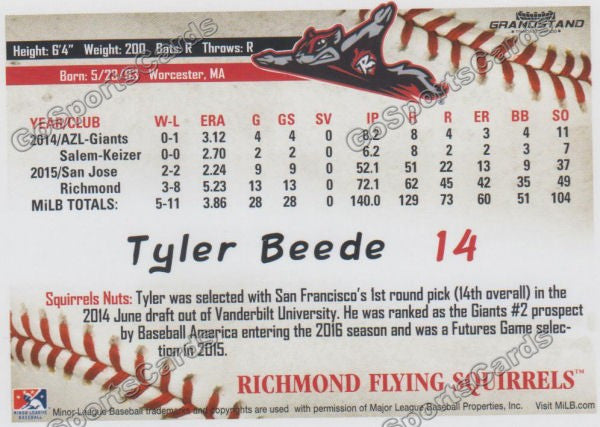 GRANDSTAND
Height: 6'4" Weight: 200 Bats: R Throws: R
Born: 5/23/93 Worcester, MA
YEAR/CLUB W-L ERA G GS SV IP H R ER BB SO
2014/AZL-Giants 0-1 3.12 4 4 0 8.2 8 4 3 4 11
Salem-Keizer 0-0 2.70 2 2 0 6.2 8 2 2 3 7
2015/San Jose 2-2 2.24 9 9 0 52.1 51 22 13 9 37
Richmond 3-8 5.23 13 13 0 72.1 62 45 42 35 49
MiLB TOTALS: 5-11 3.86 28 28 0 140.0 129 73 60 51 104
Tyler Beede 14
Squirrels Nuts: Tyler was selected with San Francisco's 1st round pick (14th overall) in the
2014 June draft out of Vanderbilt University. He was ranked as the Giants #2 prospect
by Baseball America entering the 2016 season and was a Futures Game selec-
tion in 2015.
RICHMOND FLYING SQUIRRELS™
MINOR LEAGUE
BASEBALL
Minor League Baseball trademarks and copyrights are used with permission of Major League Baseball Properties, Inc. Visit MiLB.com
GoSportsCards